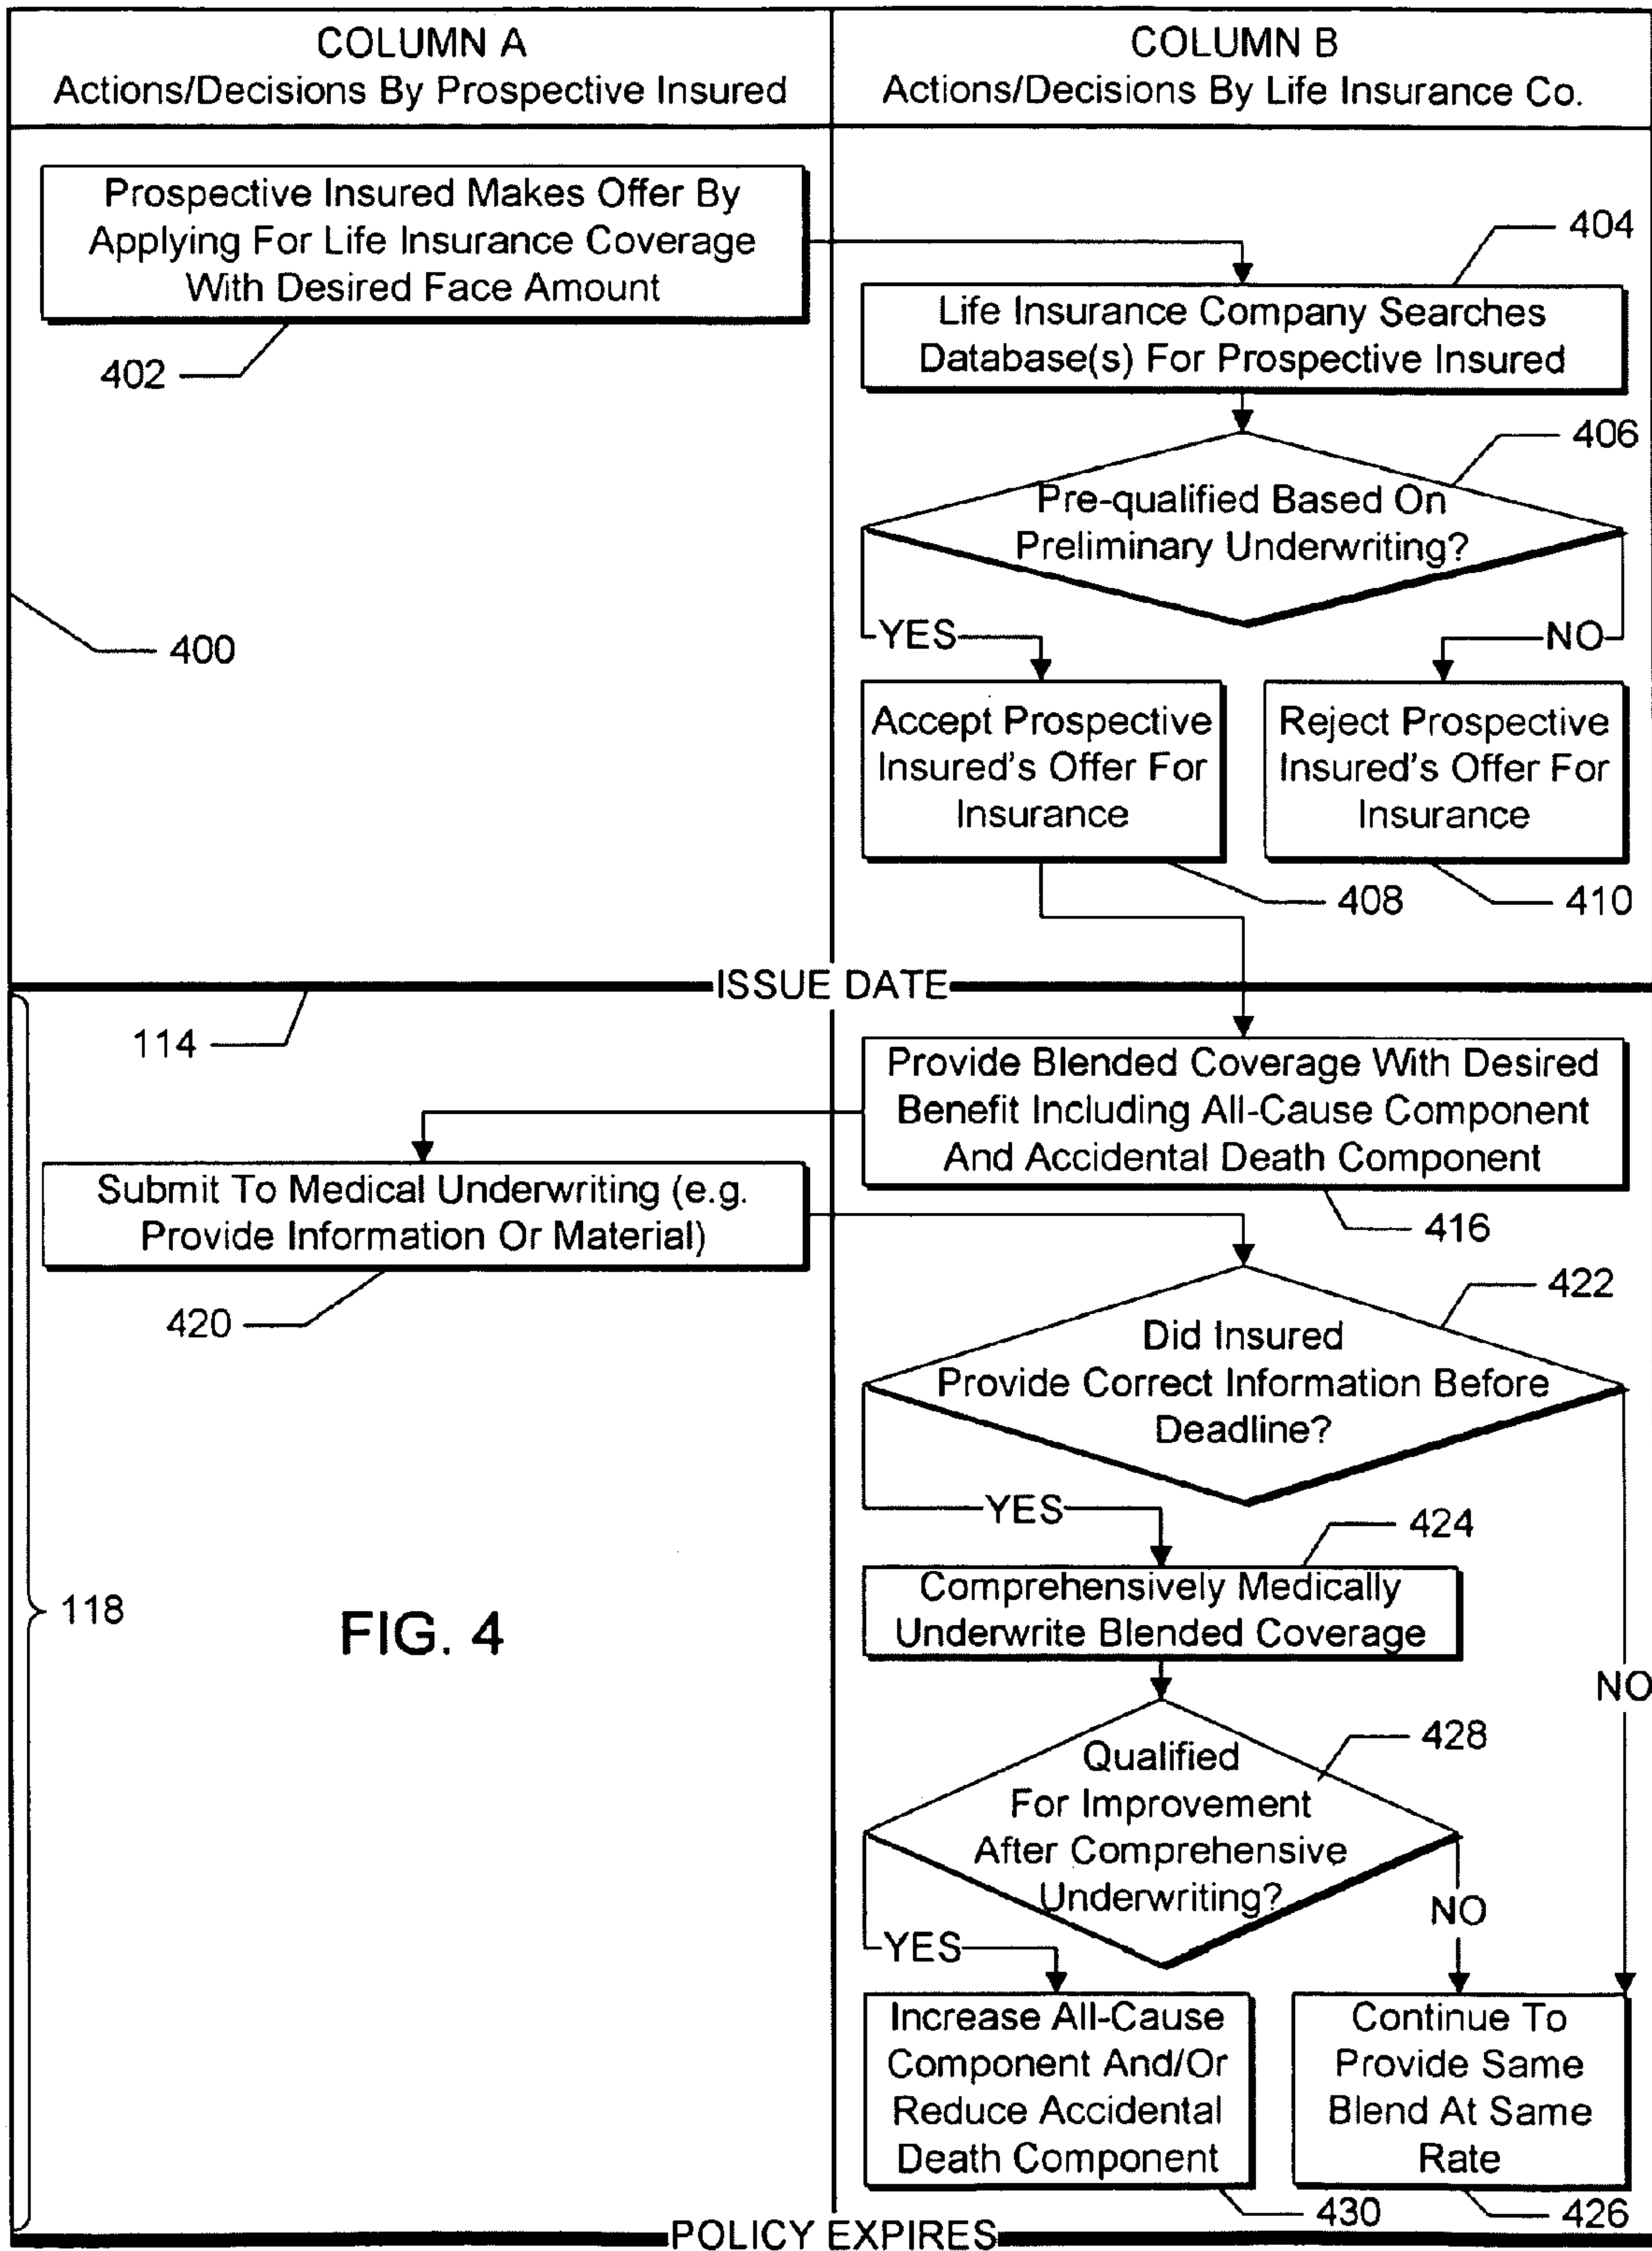 COLUMN A
Actions/Decisions By Prospective Insured
COLUMN B
Actions/Decisions By Life Insurance Co.
Prospective Insured Makes Offer By
Applying For Life Insurance Coverage
With Desired Face Amount
402
404
Life Insurance Company Searches
Database(s) For Prospective Insured
406
Pre-qualified Based On
Preliminary Underwriting?
400
YES
NO
Accept Prospective
Insured's Offer For
Insurance
Reject Prospective
Insured's Offer For
Insurance
408
410
ISSUE DATE
114
Provide Blended Coverage With Desired
Benefit Including All-Cause Component
And Accidental Death Component
416
Submit To Medical Underwriting (e.g.
Provide Information Or Material)
420
422
Did Insured
Provide Correct Information Before
Deadline?
YES
424
Comprehensively Medically
Underwrite Blended Coverage
118
FIG. 4
NO
428
Qualified
For Improvement
After Comprehensive
Underwriting?
YES
NO
Increase All-Cause
Component And/Or
Reduce Accidental
Death Component
Continue To
Provide Same
Blend At Same
Rate
430
426
POLICY EXPIRES